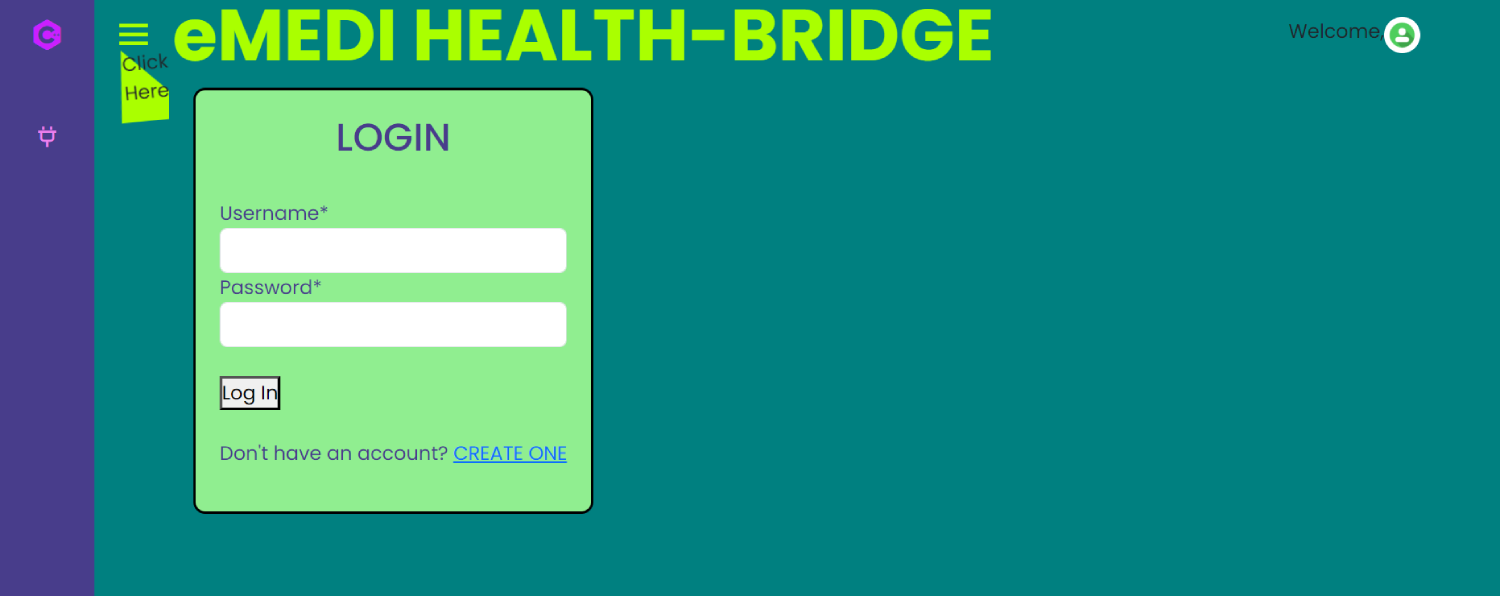 eMEDI HEALTH-BRIDGE
Welcome,
Click
Here
LOGIN
Username*
Password*
Log In
Don't have an account? CREATE ONE